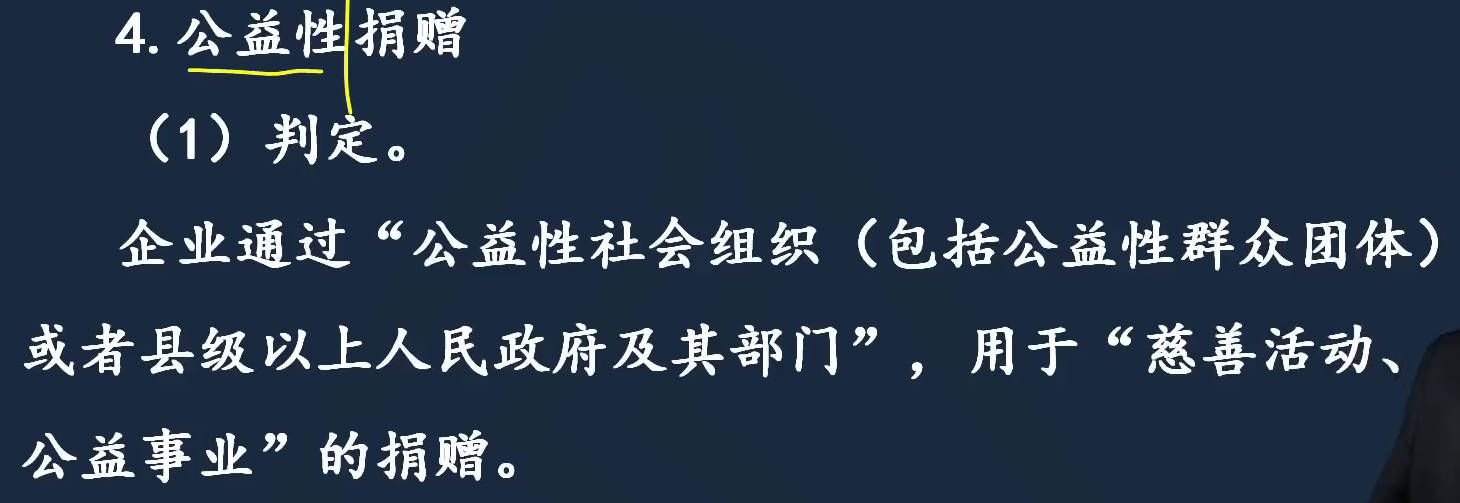 4. 公益性捐赠
（1）判定。
企业通过“公益性社会组织（包括公益性群众团体）
或者县级以上人民政府及其部门”，用于“慈善活动、
公益事业”的捐赠。